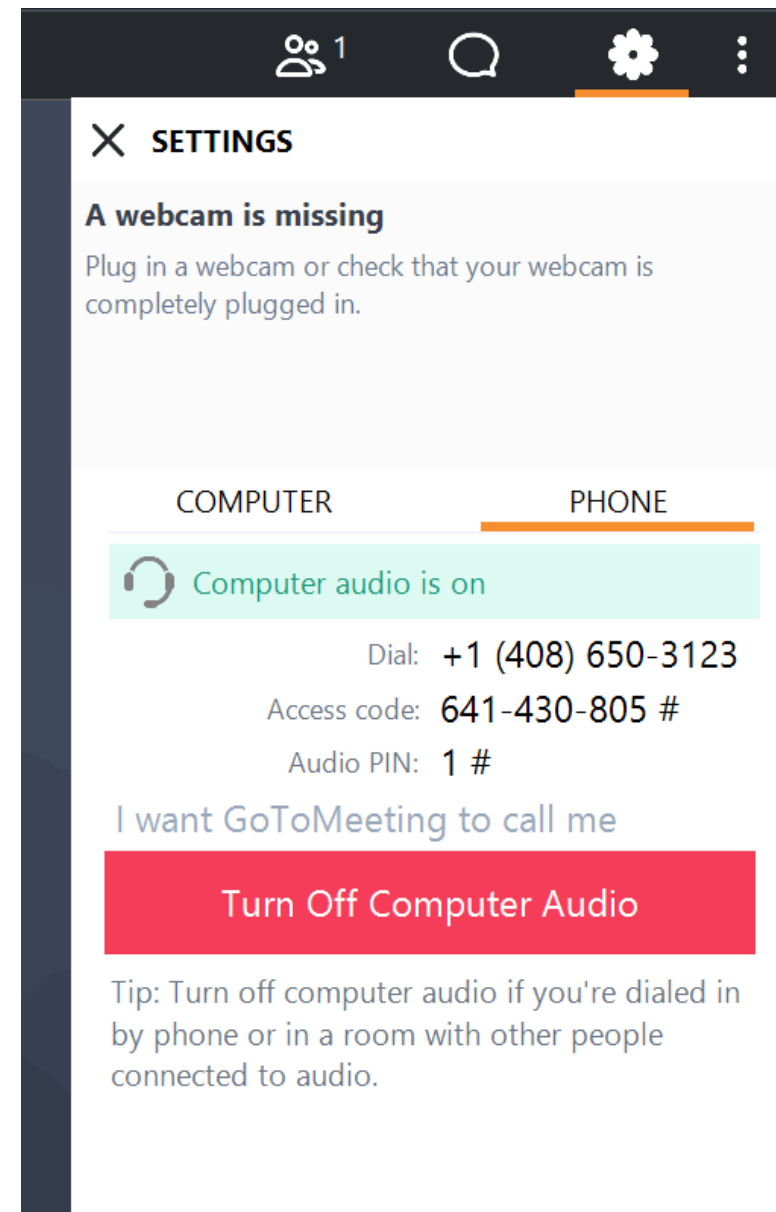 1
SETTINGS
A webcam is missing
Plug in a webcam or check that your webcam is
completely plugged in.
COMPUTER PHONE
Computer audio is on
Dial: +1 (408) 650-3123
Access code: 641-430-805 #
Audio PIN: 1 #
I want GoToMeeting to call me
Turn Off Computer Audio
Tip: Turn off computer audio if you're dialed in
by phone or in a room with other people
connected to audio.